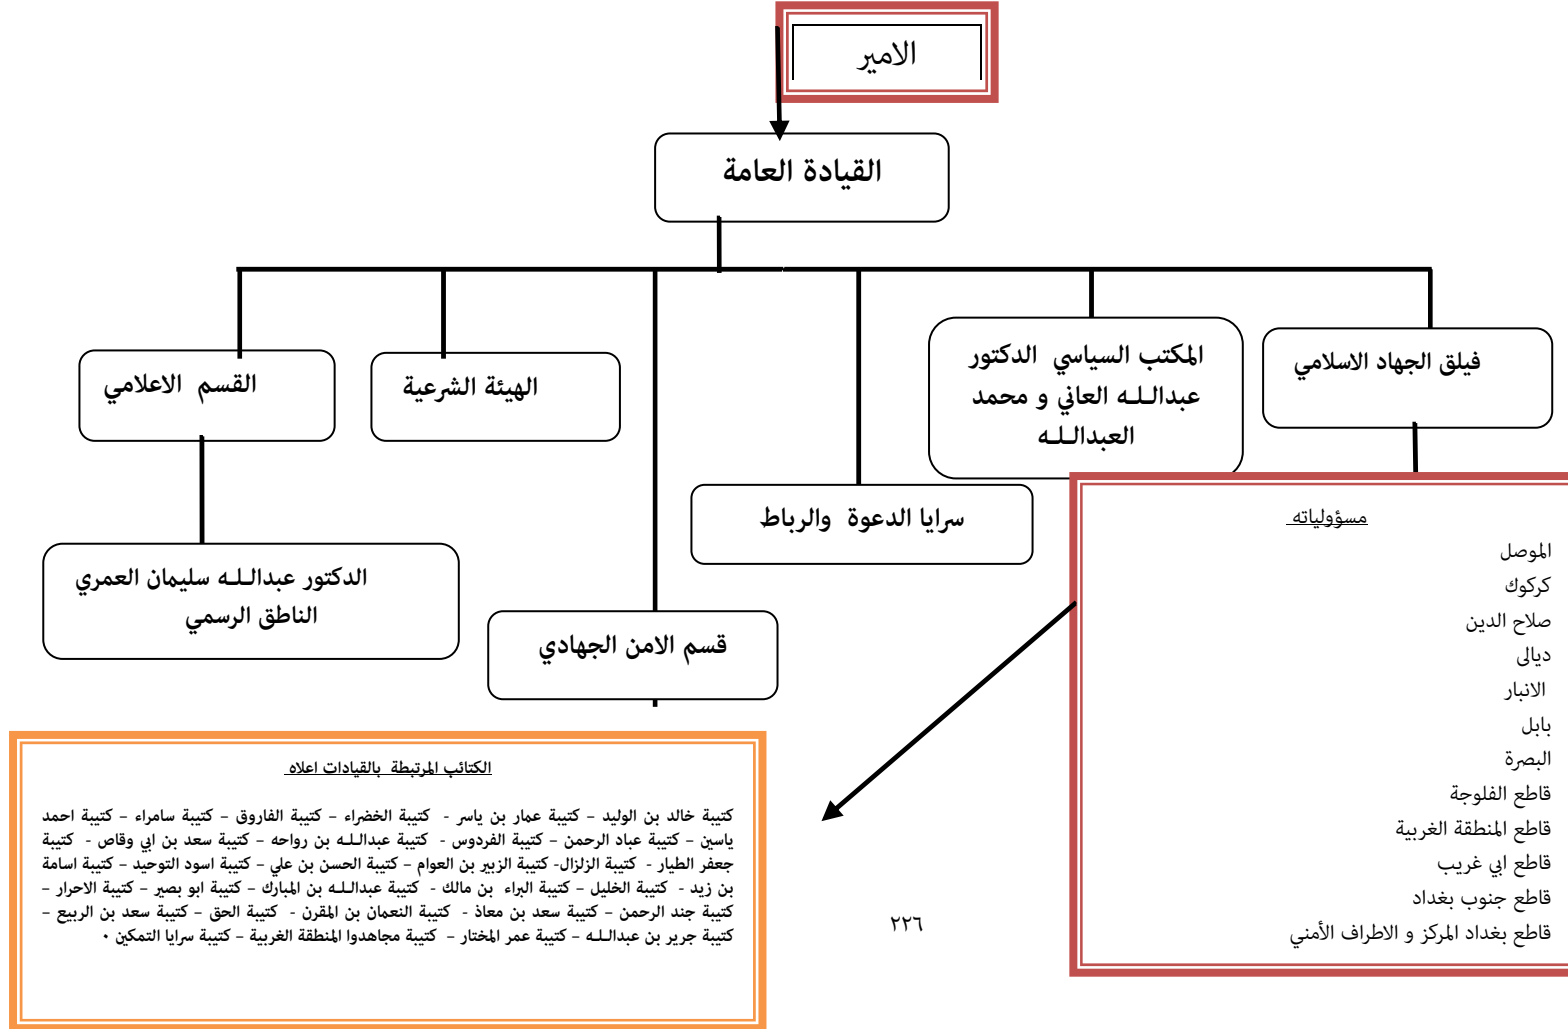 الامير
القيادة العامة
فيلق الجهاد الاسلامي
المكتب السياسي الدكتور
عبدالـلـه العاني و محمد
العبدالـلـه
الهيئة الشرعية
القسم الاعلامي
سرايا الدعوة والرباط
قسم الامن الجهادي
الدكتور عبدالـلـه سليمان العمري
الناطق الرسمي
مسؤولياته
الموصل
كركوك
صلاح الدين
ديالى
الانبار
بابل
البصرة
قاطع الفلوجة
قاطع المنطقة الغربية
قاطع ابي غريب
قاطع جنوب بغداد
قاطع بغداد المركز و الاطراف الأمني
الكتائب المرتبطة بالقيادات اعلاه
كتيبة خالد بن الوليد – كتيبة عمار بن ياسر - كتيبة الخضراء – كتيبة الفاروق – كتيبة سامراء – كتيبة احمد
ياسين – كتيبة عباد الرحمن – كتيبة الفردوس - كتيبة عبدالـلـه بن رواحه – كتيبة سعد بن ابي وقاص - كتيبة
جعفر الطيار - كتيبة الزلزال- كتيبة الزبير بن العوام – كتيبة الحسن بن علي – كتيبة اسود التوحيد – كتيبة اسامة
بن زيد - كتيبة الخليل – كتيبة البراء بن مالك - كتيبة عبدالـلـه بن المبارك – كتيبة ابو بصير – كتيبة الاحرار –
كتيبة جند الرحمن – كتيبة سعد بن معاذ - كتيبة النعمان بن المقرن - كتيبة الحق – كتيبة سعد بن الربيع –
كتيبة جرير بن عبدالـلـه – كتيبة عمر المختار – كتيبة مجاهدوا المنطقة الغربية – كتيبة سرايا التمكين ٠
٢٢٦